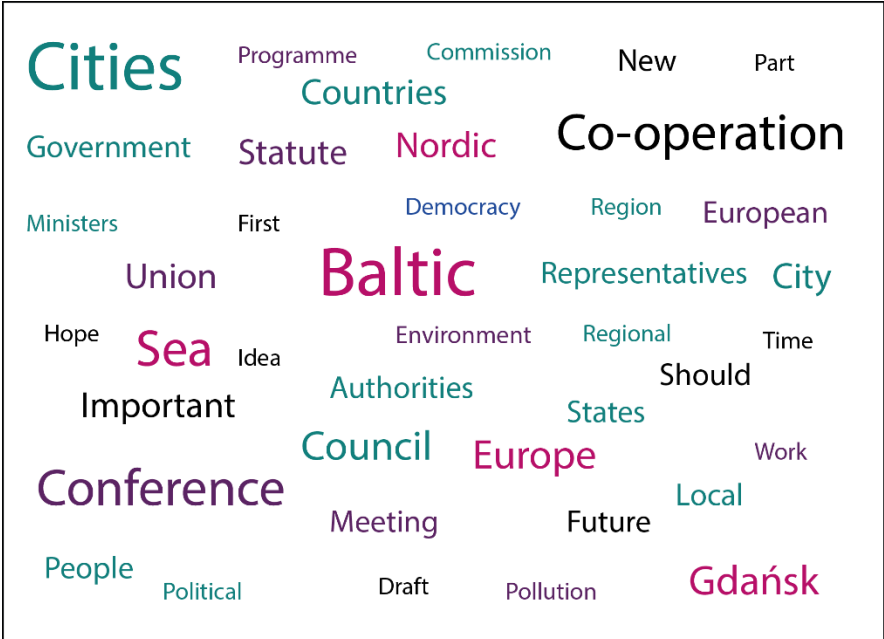 Cities Programme Commission New Part
Countries
Government Statute Nordic Co-operation
Ministers First Democracy Region European
Union Baltic Representatives City
Hope Sea Idea Environment Regional Time
Important Authorities Should
States
Council Europe Work
Conference Local
Meeting Future
People Political Draft Pollution Gdańsk